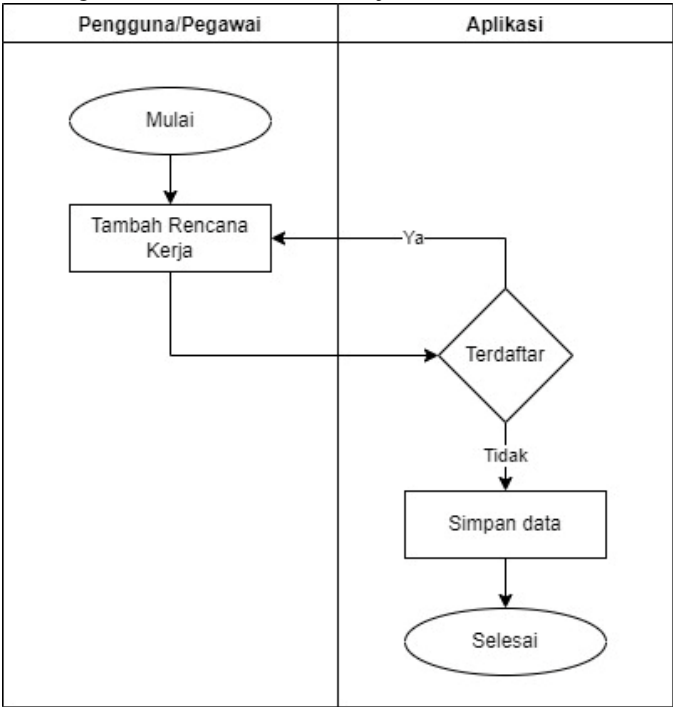 Pengguna/Pegawai
Aplikasi
Mulai
Tambah Rencana
Kerja
Ya
Terdaftar
Tidak
Simpan data
Selesai